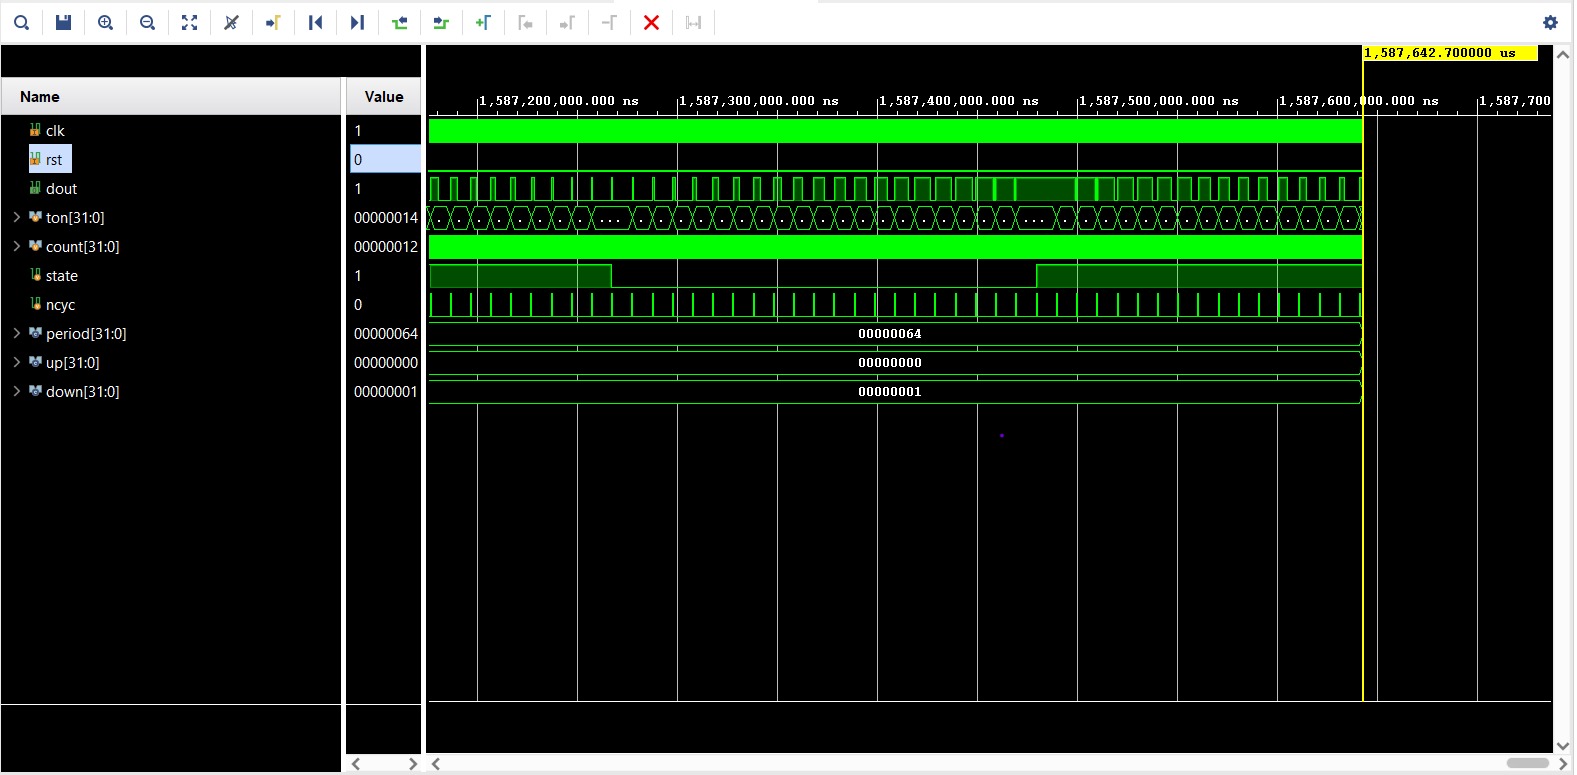 1,587,642.700000 us
Name
Value
1,587,200,000.000 ns
1,587,300,000.000 ns
1,587,400,000.000 ns
1,587,500,000.000 ns
1,587,600,000.000 ns
1,587,700
clk 1
rst 0
dout 1
ton[31:0] 00000014
count[31:0] 00000012
state 1
ncyc 0
period[31:0] 00000064 00000064
up[31:0] 00000000 00000000
down[31:0] 00000001 00000001